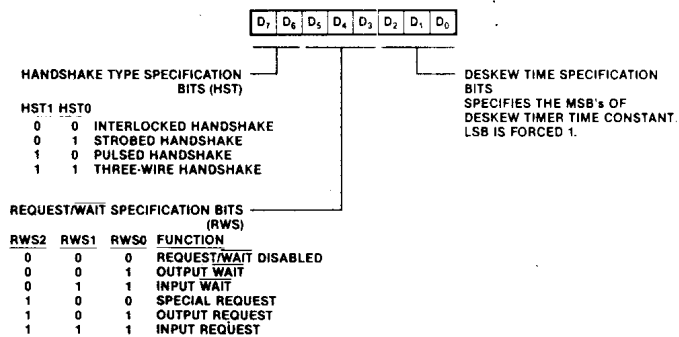 D7 D6 D5 D4 D3 D2 D1 D0
HANDSHAKE TYPE SPECIFICATION
BITS (HST)
HST1 HST0
0 0 INTERLOCKED HANDSHAKE
0 1 STROBED HANDSHAKE
1 0 PULSED HANDSHAKE
1 1 THREE-WIRE HANDSHAKE
DESKEW TIME SPECIFICATION
BITS
SPECIFIES THE MSB's OF
DESKEW TIMER TIME CONSTANT.
LSB IS FORCED 1.
REQUEST/WAIT SPECIFICATION BITS
(RWS)
RWS2 RWS1 RWS0 FUNCTION
0 0 0 REQUEST/WAIT DISABLED
0 0 1 OUTPUT WAIT
0 1 1 INPUT WAIT
1 0 0 SPECIAL REQUEST
1 0 1 OUTPUT REQUEST
1 1 1 INPUT REQUEST